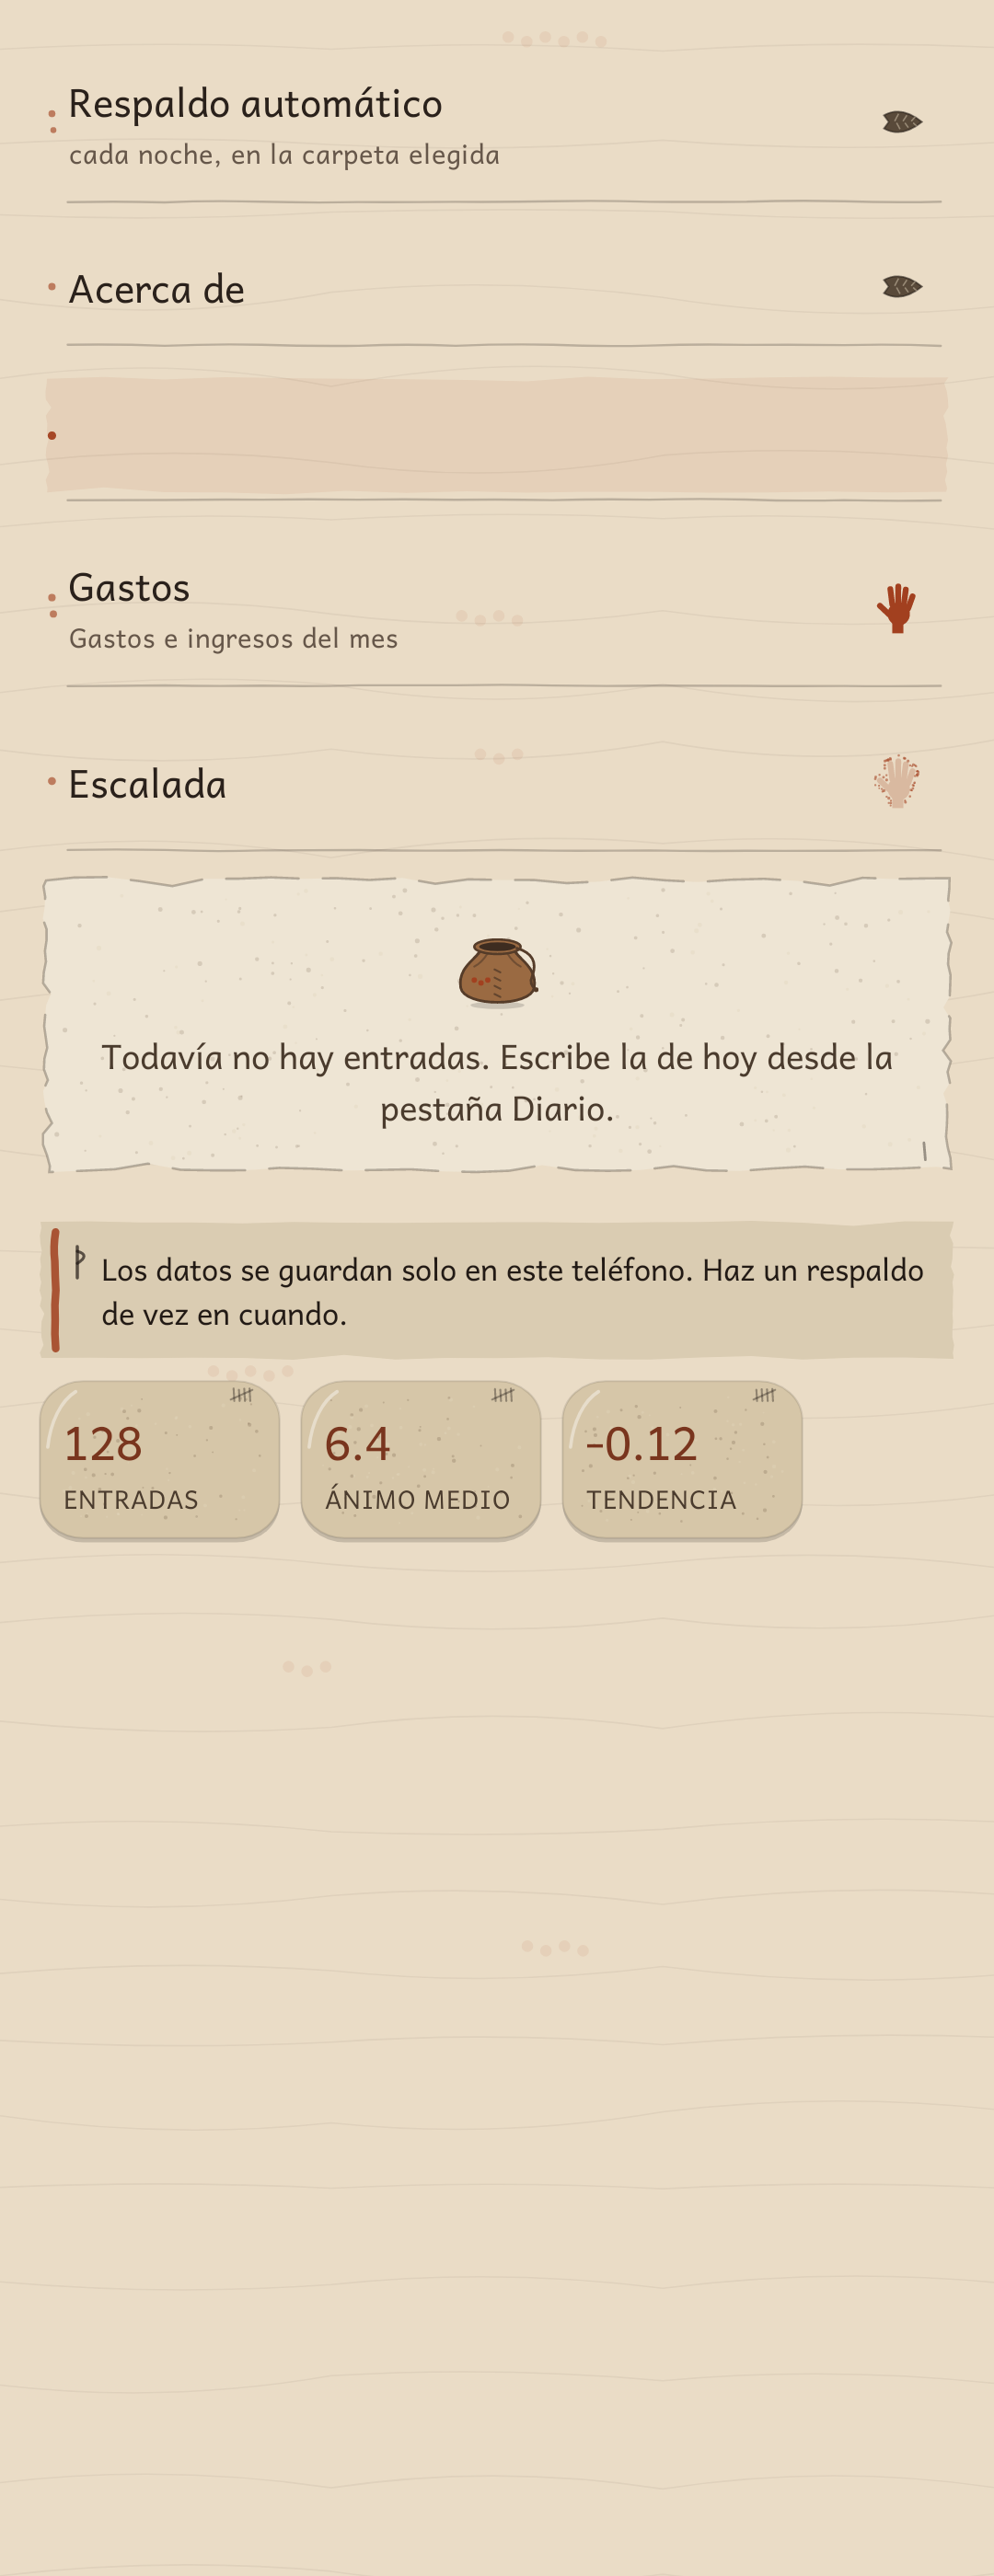 Respaldo automático
cada noche, en la carpeta elegida
Acerca de
Gastos
Gastos e ingresos del mes
Escalada
Todavía no hay entradas. Escribe la de hoy desde la
pestaña Diario.
Los datos se guardan solo en este teléfono. Haz un respaldo
de vez en cuando.
128
ENTRADAS
6.4
ÁNIMO MEDIO
-0.12
TENDENCIA